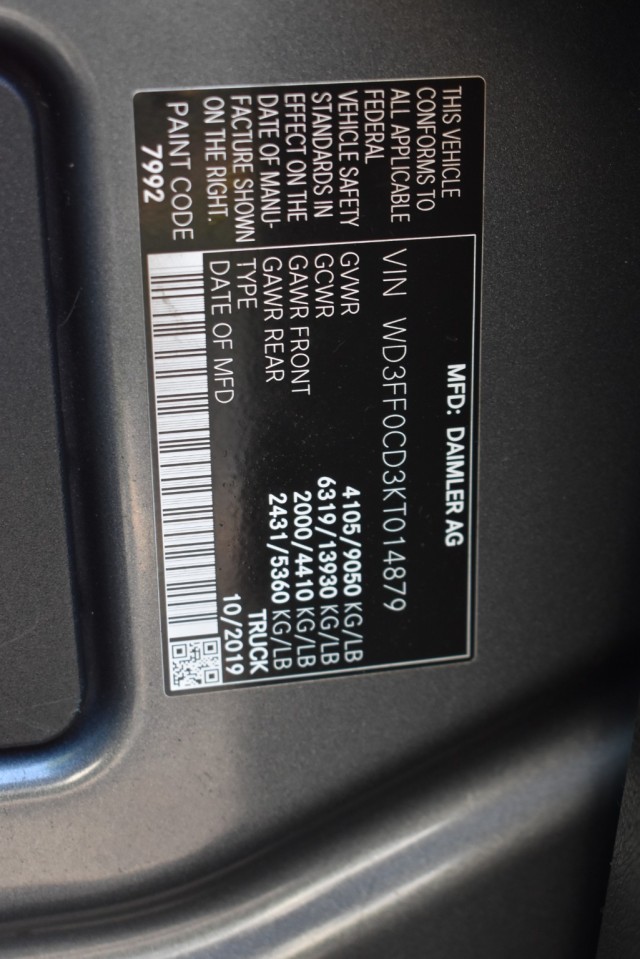 THIS VEHICLE
CONFORMS TO
ALL APPLICABLE
FEDERAL
VEHICLE SAFETY
STANDARDS IN
EFFECT ON THE
DATE OF MANU-
FACTURE SHOWN
ON THE RIGHT.
PAINT CODE
7992
MFD: DAIMLER AG
VIN WD3FF0CD3KT014879
GVWR 4105/9050 KG/LB
GCWR 6319/13930 KG/LB
GAWR FRONT 2000/4410 KG/LB
GAWR REAR 2431/5360 KG/LB
TYPE TRUCK
DATE OF MFD 10/2019